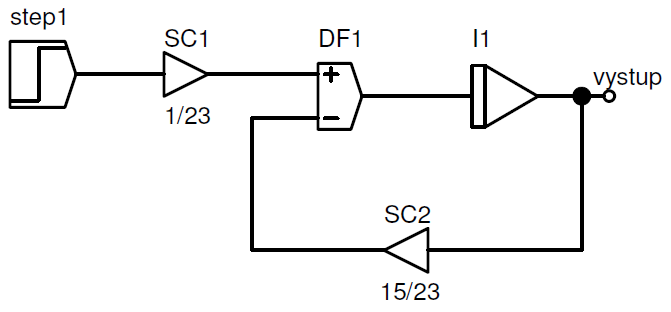 step1
SC1
1/23
DF1
+
−
I1
vystup
SC2
15/23